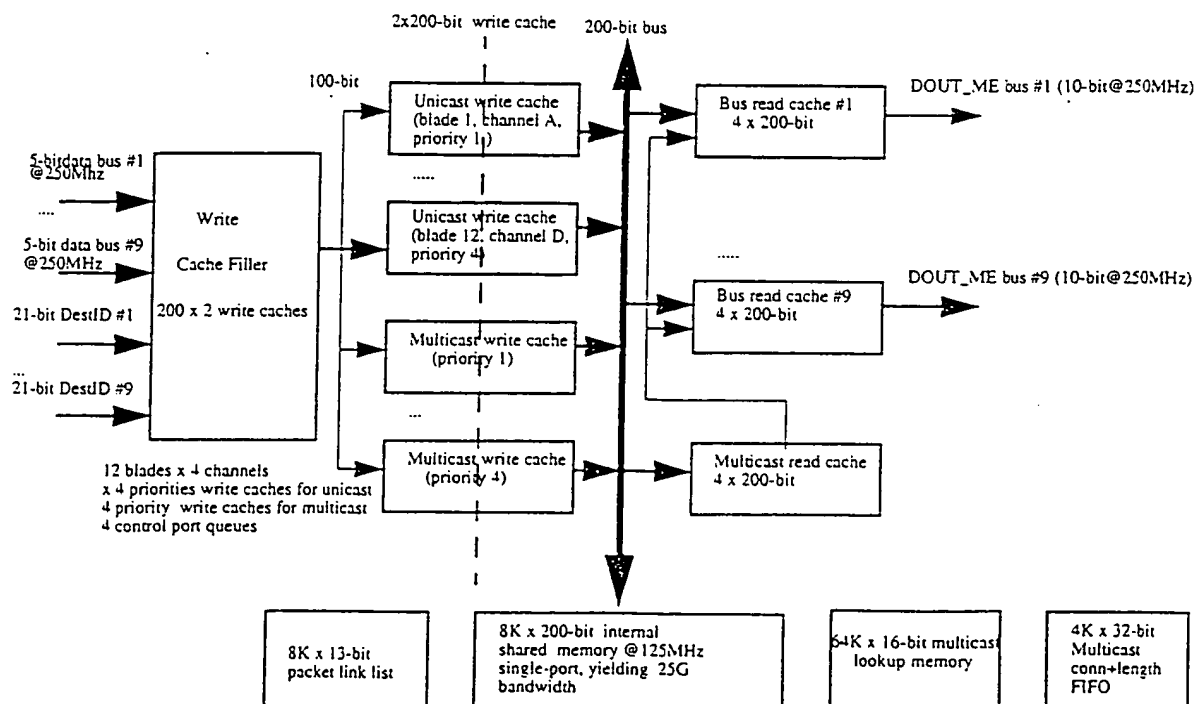 2x200-bit write cache
200-bit bus
100-bit
Unicast write cache
(blade 1, channel A,
priority 1 )
.....
Unicast write cache
(blade 12, channel D,
priority 4)
Multicast write cache
(priority 1)
....
Multicast write cache
(priority 4)
5-bitdata bus #1
@250Mhz
....
5-bit data bus #9
@250MHz
21-bit DestID #1
...
21-bit DestID #9
Write
Cache Filler
200 x 2 write caches
12 blades x 4 channels
x 4 priorities write caches for unicast
4 priority write caches for multicast
4 control port queues
Bus read cache #1
4 x 200-bit
DOUT_ME bus #1 (10-bit@250MHz)
.....
Bus read cache #9
4 x 200-bit
DOUT_ME bus #9 (10-bit@250MHz)
Multicast read cache
4 x 200-bit
8K x 13-bit
packet link list
8K x 200-bit internal
shared memory @125MHz
single-port, yielding 25G
bandwidth
64K x 16-bit multicast
lookup memory
4K x 32-bit
Multicast
conn+length
FIFO